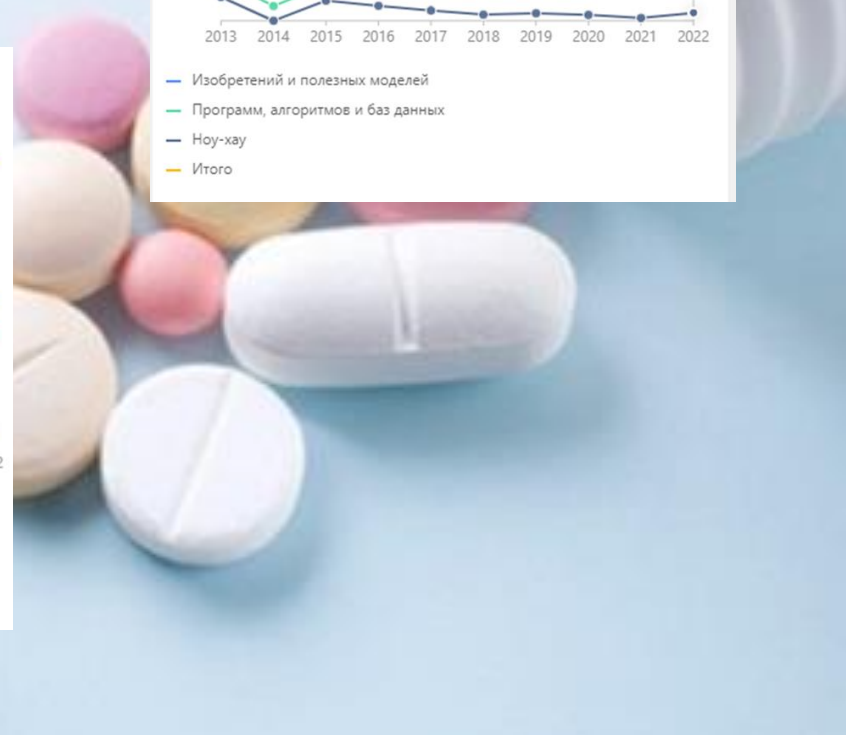 2013 2014 2015 2016 2017 2018 2019 2020 2021 2022
Изобретений и полезных моделей
Программ, алгоритмов и баз данных
Ноу-хау
Итого
2